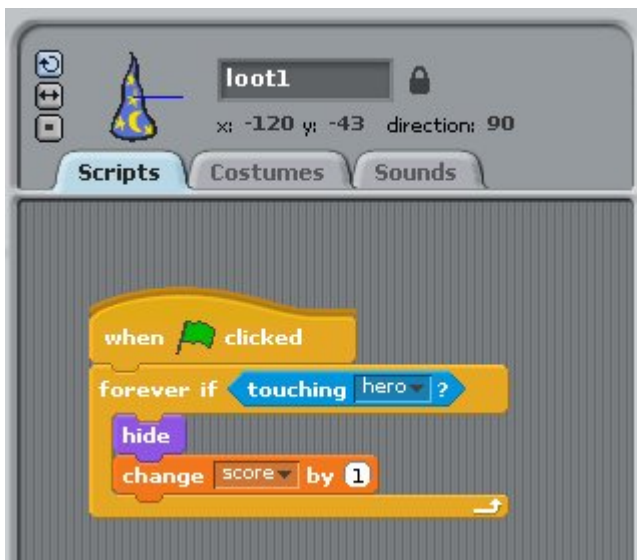 loot1
x: -120 y: -43 direction: 90
Scripts Costumes Sounds
when clicked
forever if touching hero ?
hide
change score by 1